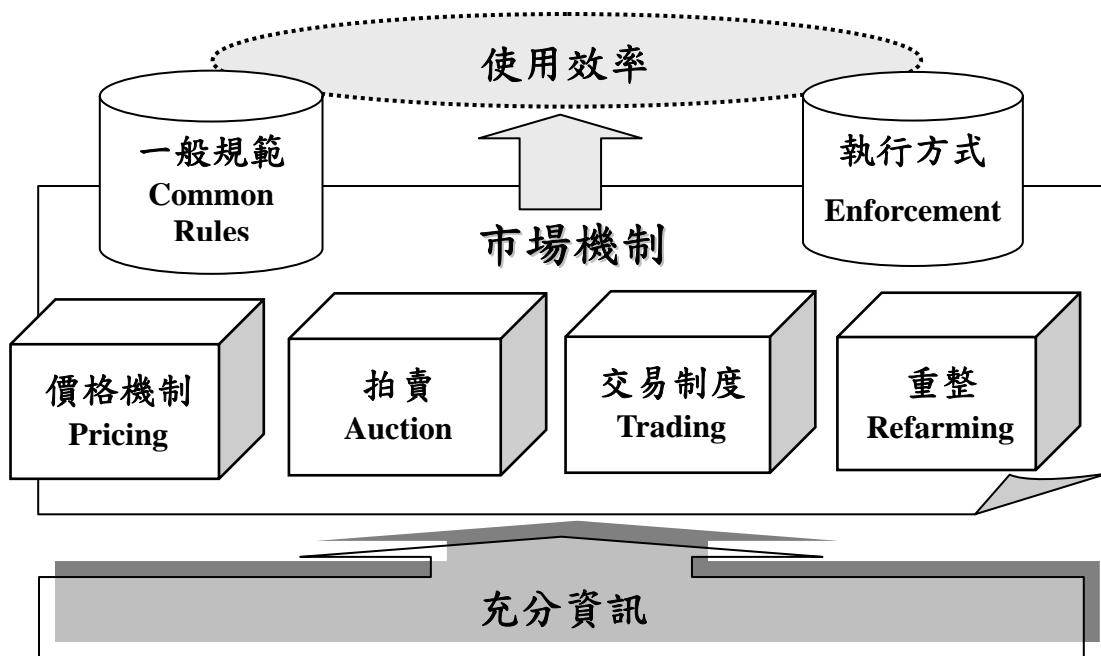 使用效率
一般規範
Common
Rules
執行方式
Enforcement
市場機制
價格機制
Pricing
拍賣
Auction
交易制度
Trading
重整
Refarming
充分資訊